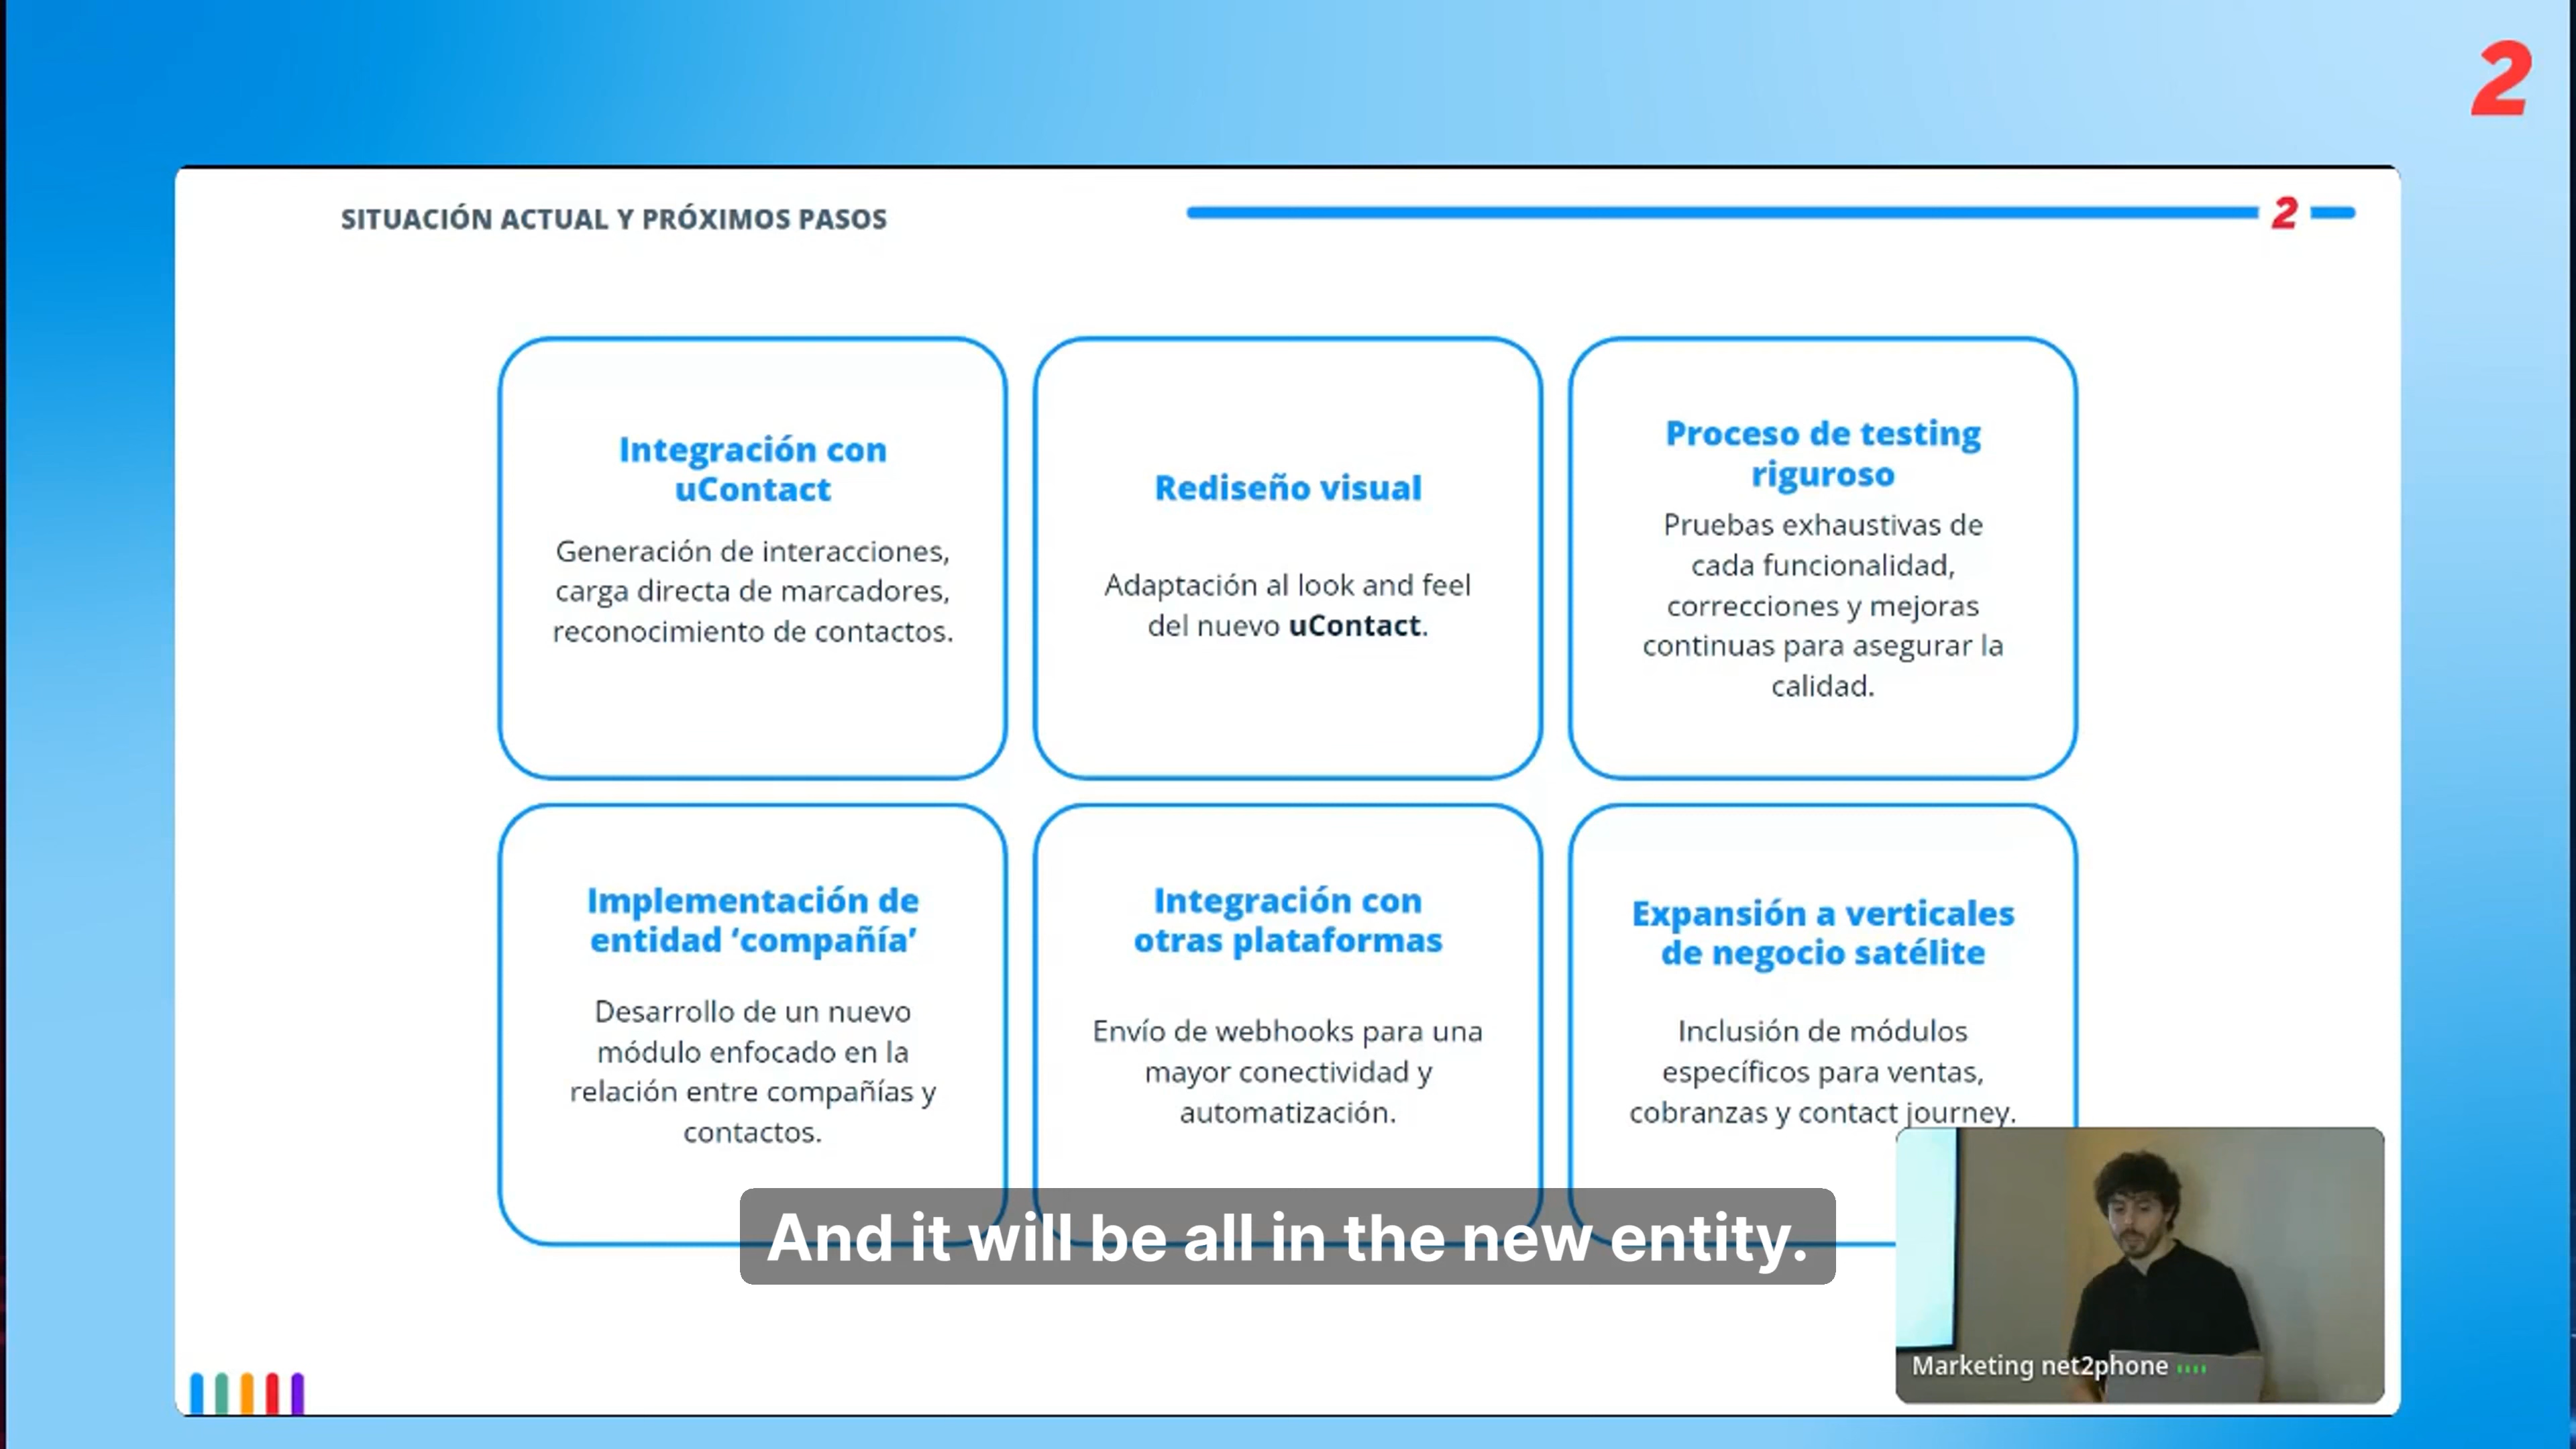 2
SITUACIÓN ACTUAL Y PRÓXIMOS PASOS
2
Integración con
uContact
Generación de interacciones,
carga directa de marcadores,
reconocimiento de contactos.
Rediseño visual
Adaptación al look and feel
del nuevo uContact.
Proceso de testing
riguroso
Pruebas exhaustivas de
cada funcionalidad,
correcciones y mejoras
continuas para asegurar la
calidad.
Implementación de
entidad ‘compañía’
Desarrollo de un nuevo
módulo enfocado en la
relación entre compañías y
contactos.
Integración con
otras plataformas
Envío de webhooks para una
mayor conectividad y
automatización.
Expansión a verticales
de negocio satélite
Inclusión de módulos
específicos para ventas,
cobranzas y contact journey.
And it will be all in the new entity.
Marketing net2phone